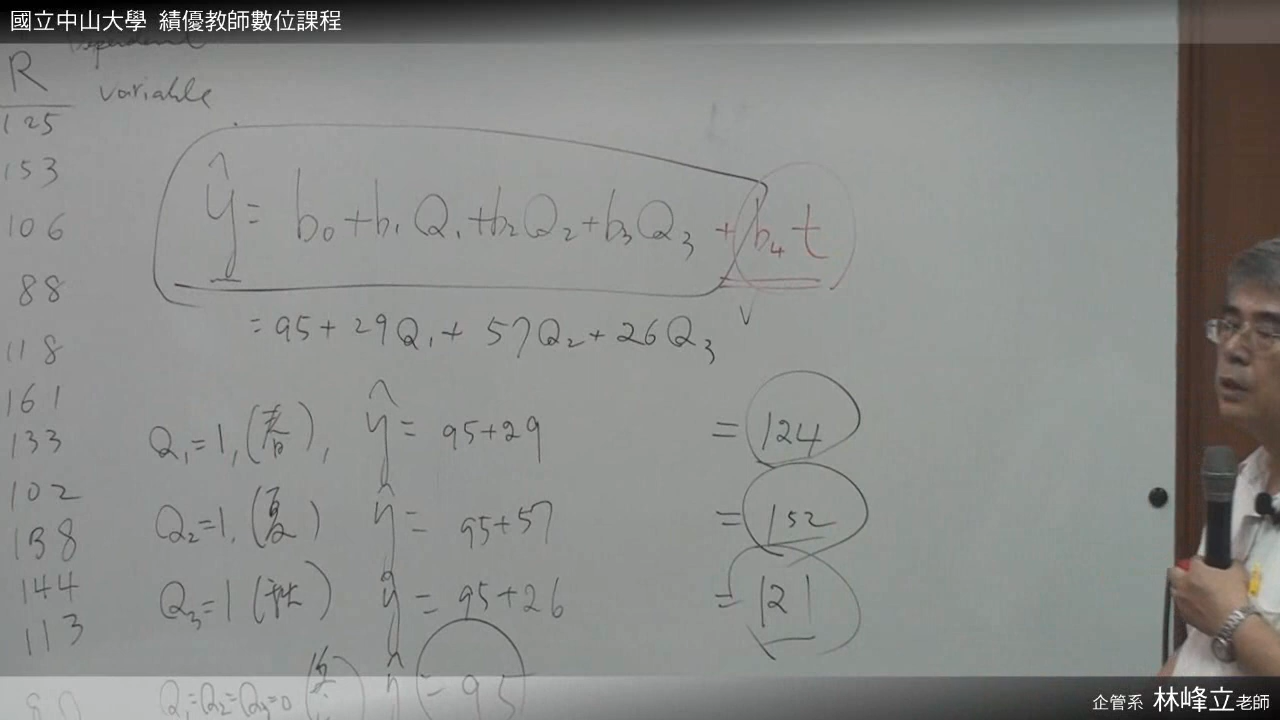 國立中山大學 績優教師數位課程
Dependent
R variable
125
153
106
88
118
161
133
102
138
144
113
80
ŷ = b₀+b₁Q₁+b₂Q₂+b₃Q₃ + b₄t
= 95+29Q₁+57Q₂+26Q₃
Q₁=1, (春), ŷ = 95+29 = 124
Q₂=1, (夏) ŷ = 95+57 = 152
Q₃=1 (秋) ŷ = 95+26 = 121
Q₁=Q₂=Q₃=0 (冬) ŷ = 95
企管系 林峰立老師